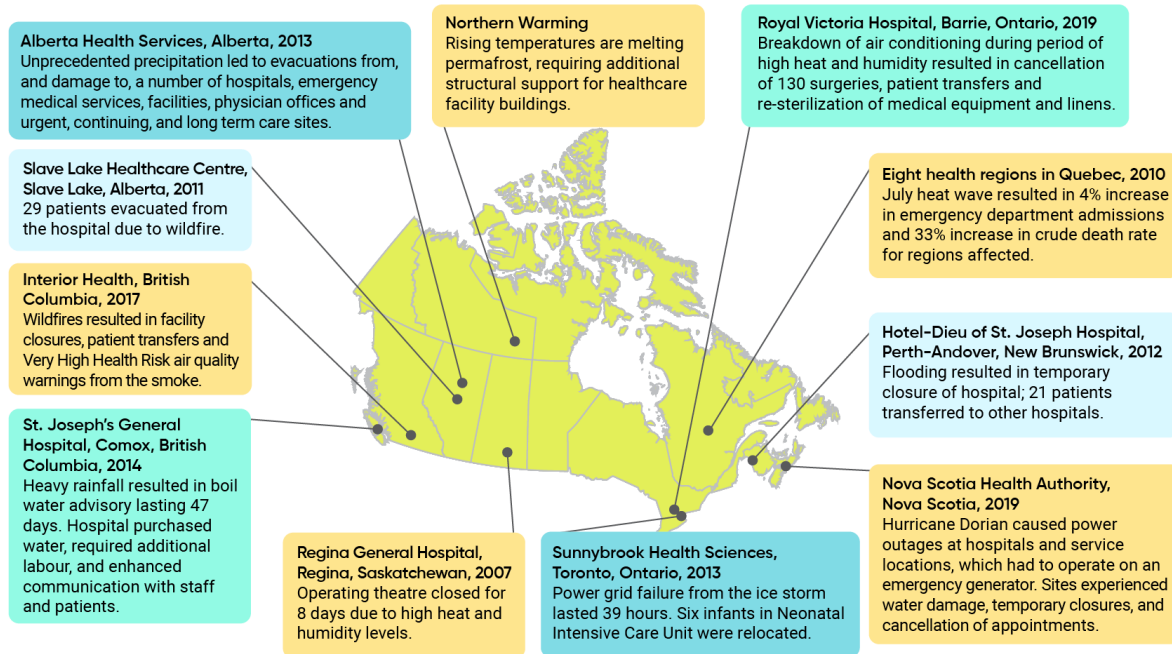 Alberta Health Services, Alberta, 2013
Unprecedented precipitation led to evacuations from,
and damage to, a number of hospitals, emergency
medical services, facilities, physician offices and
urgent, continuing, and long term care sites.
Northern Warming
Rising temperatures are melting
permafrost, requiring additional
structural support for healthcare
facility buildings.
Royal Victoria Hospital, Barrie, Ontario, 2019
Breakdown of air conditioning during period of
high heat and humidity resulted in cancellation
of 130 surgeries, patient transfers and
re-sterilization of medical equipment and linens.
Slave Lake Healthcare Centre,
Slave Lake, Alberta, 2011
29 patients evacuated from
the hospital due to wildfire.
Eight health regions in Quebec, 2010
July heat wave resulted in 4% increase
in emergency department admissions
and 33% increase in crude death rate
for regions affected.
Interior Health, British
Columbia, 2017
Wildfires resulted in facility
closures, patient transfers and
Very High Health Risk air quality
warnings from the smoke.
Hotel-Dieu of St. Joseph Hospital,
Perth-Andover, New Brunswick, 2012
Flooding resulted in temporary
closure of hospital; 21 patients
transferred to other hospitals.
St. Joseph's General
Hospital, Comox, British
Columbia, 2014
Heavy rainfall resulted in boil
water advisory lasting 47
days. Hospital purchased
water, required additional
labour, and enhanced
communication with staff
and patients.
Regina General Hospital,
Regina, Saskatchewan, 2007
Operating theatre closed for
8 days due to high heat and
humidity levels.
Sunnybrook Health Sciences,
Toronto, Ontario, 2013
Power grid failure from the ice storm
lasted 39 hours. Six infants in Neonatal
Intensive Care Unit were relocated.
Nova Scotia Health Authority,
Nova Scotia, 2019
Hurricane Dorian caused power
outages at hospitals and service
locations, which had to operate on an
emergency generator. Sites experienced
water damage, temporary closures, and
cancellation of appointments.